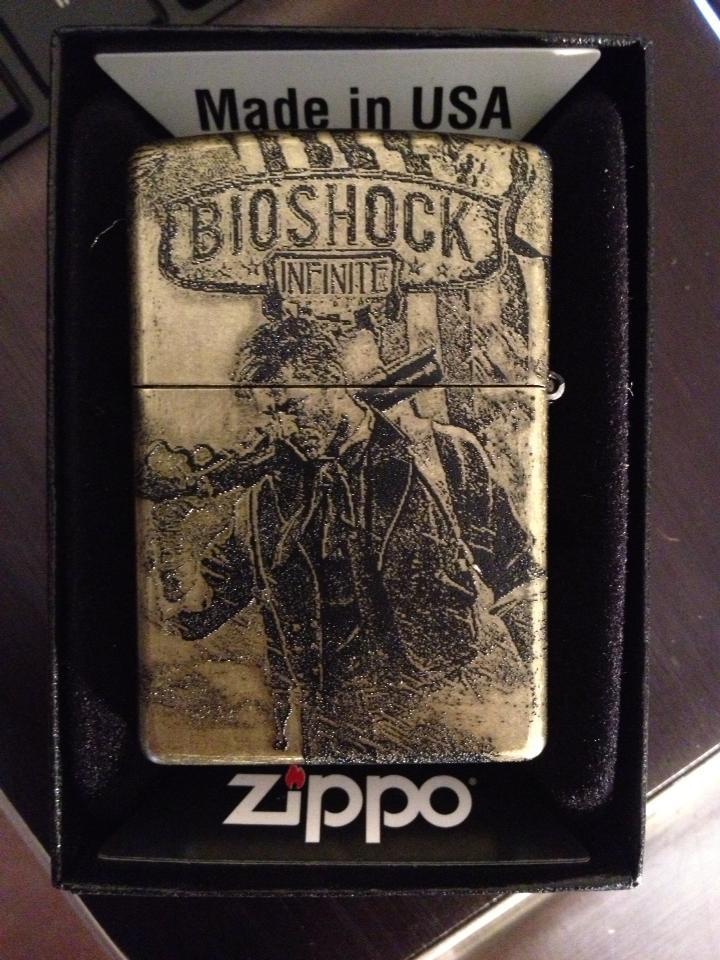 Made in USA
BIOSHOCK
INFINITE
zippo